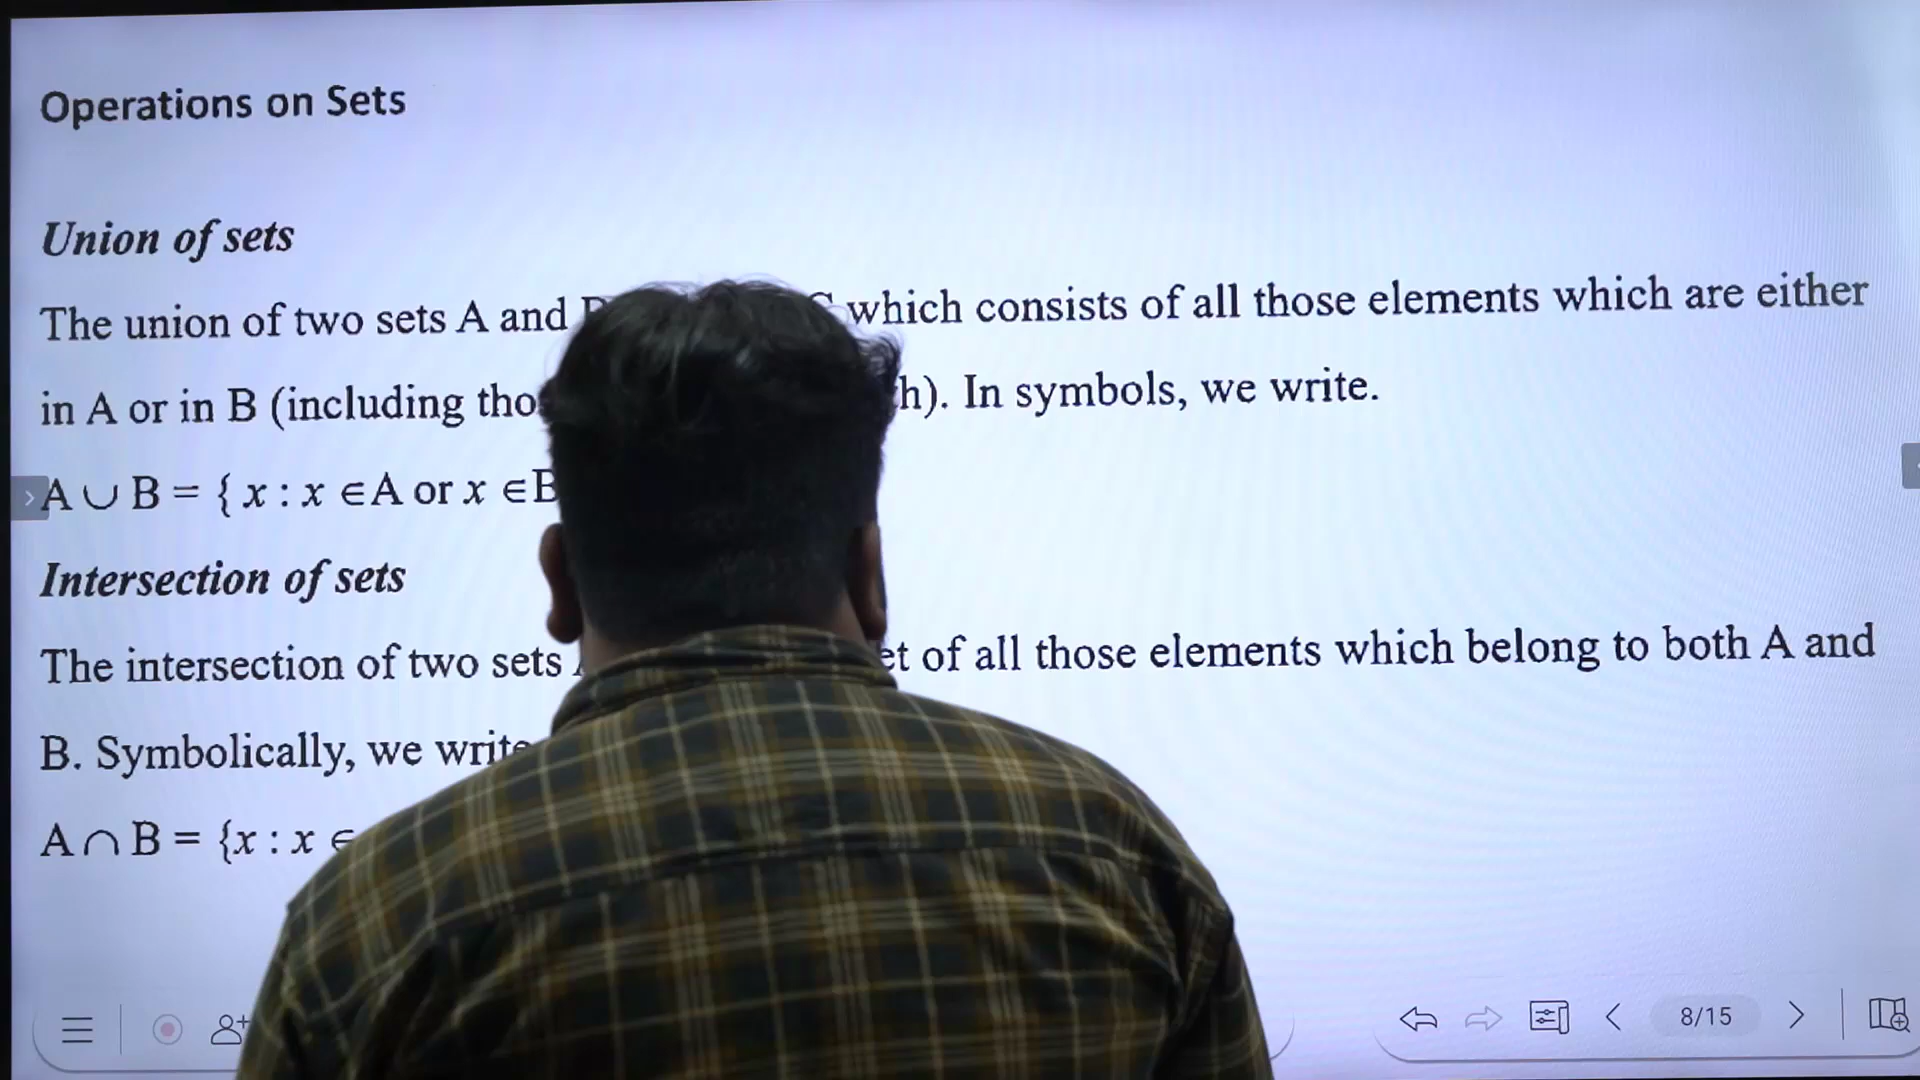 Operations on Sets
Union of sets
The union of two sets A and which consists of all those elements which are either
in A or in B (including In symbols, we write.
A ∪ B = { x : x ∈A or x ∈B
Intersection of sets
The intersection of two sets of all those elements which belong to both A and
B. Symbolically, we write
A ∩ B = {x : x ∈
8/15